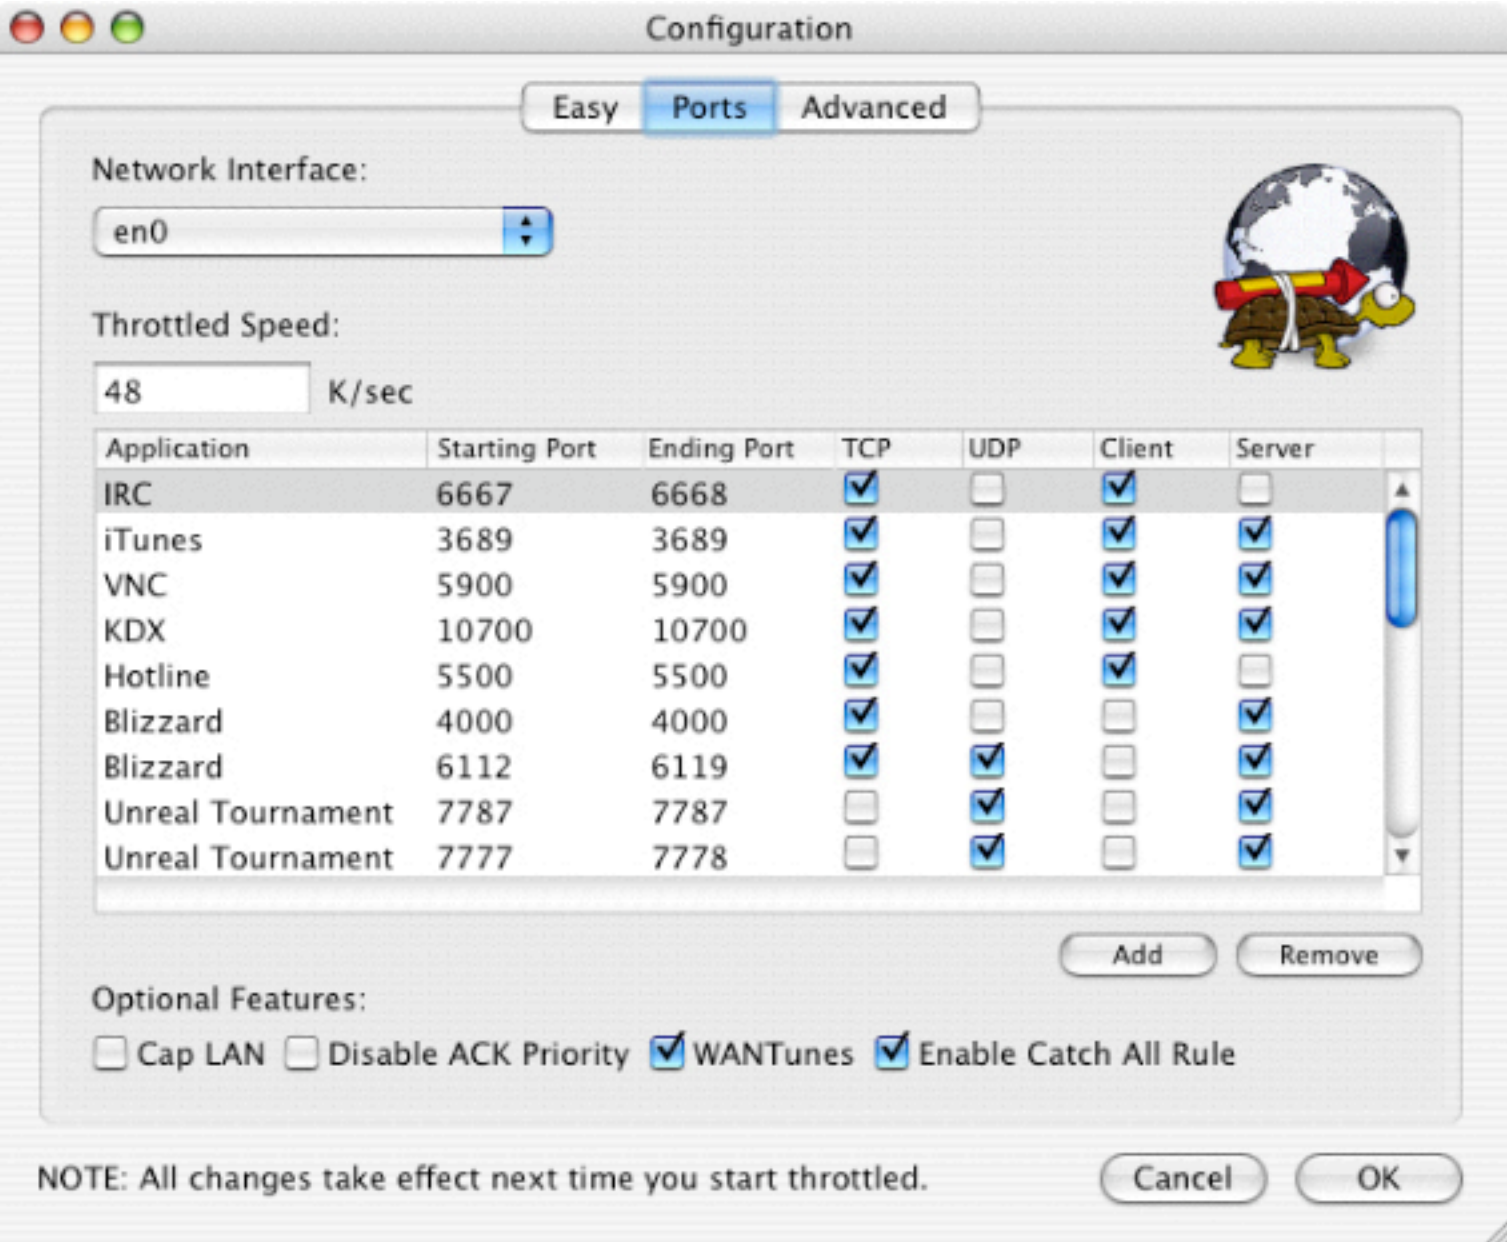 Configuration
Easy Ports Advanced
Network Interface:
en0
Throttled Speed:
48 K/sec
Application Starting Port Ending Port TCP UDP Client Server
IRC 6667 6668
iTunes 3689 3689
VNC 5900 5900
KDX 10700 10700
Hotline 5500 5500
Blizzard 4000 4000
Blizzard 6112 6119
Unreal Tournament 7787 7787
Unreal Tournament 7777 7778
Add Remove
Optional Features:
Cap LAN Disable ACK Priority WANTunes Enable Catch All Rule
NOTE: All changes take effect next time you start throttled. Cancel OK